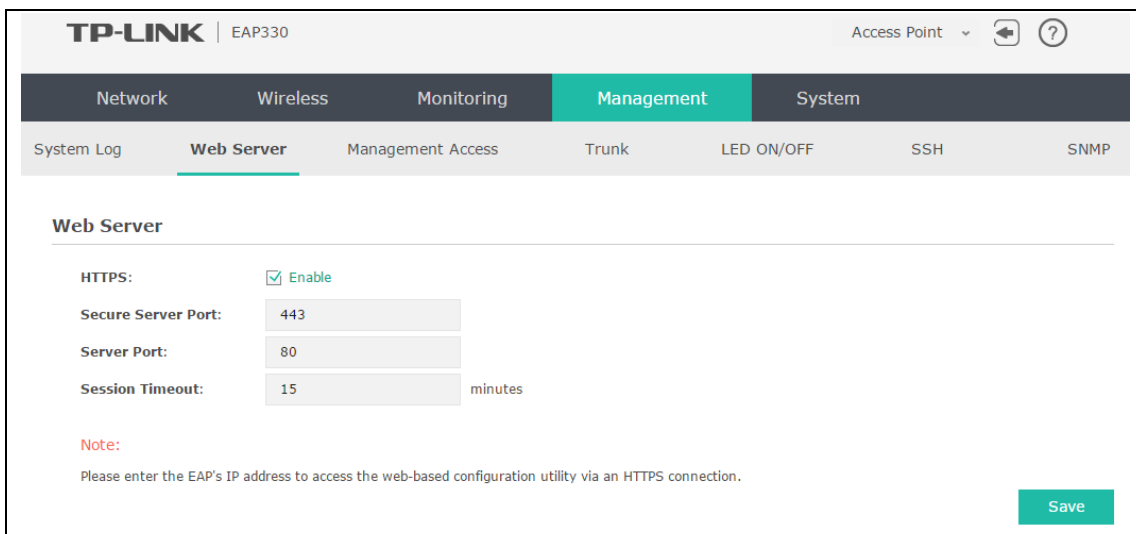 TP-LINK | EAP330 Access Point
Network Wireless Monitoring Management System
System Log Web Server Management Access Trunk LED ON/OFF SSH SNMP
Web Server
HTTPS: Enable
Secure Server Port: 443
Server Port: 80
Session Timeout: 15 minutes
Note:
Please enter the EAP's IP address to access the web-based configuration utility via an HTTPS connection.
Save